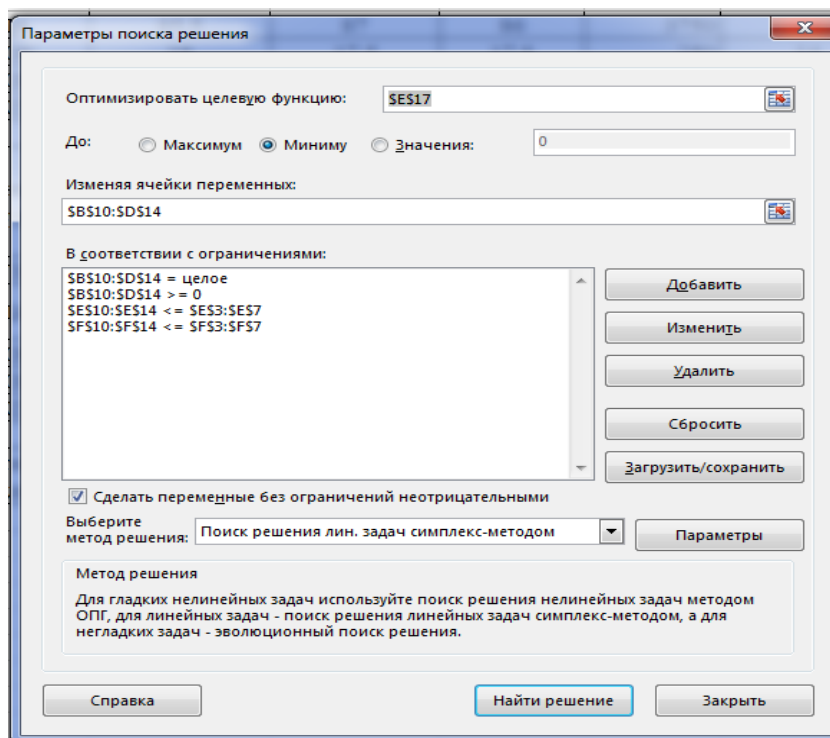 Параметры поиска решения
Оптимизировать целевую функцию: $E$17
До: Максимум Миниму Значения: 0
Изменяя ячейки переменных:
$B$10:$D$14
В соответствии с ограничениями:
$B$10:$D$14 = целое
$B$10:$D$14 >= 0
$E$10:$E$14 <= $E$3:$E$7
$F$10:$F$14 <= $F$3:$F$7
Добавить
Изменить
Удалить
Сбросить
Загрузить/сохранить
Сделать переменные без ограничений неотрицательными
Выберите
метод решения: Поиск решения лин. задач симплекс-методом Параметры
Метод решения
Для гладких нелинейных задач используйте поиск решения нелинейных задач методом
ОПГ, для линейных задач - поиск решения линейных задач симплекс-методом, а для
негладких задач - эволюционный поиск решения.
Справка Найти решение Закрыть